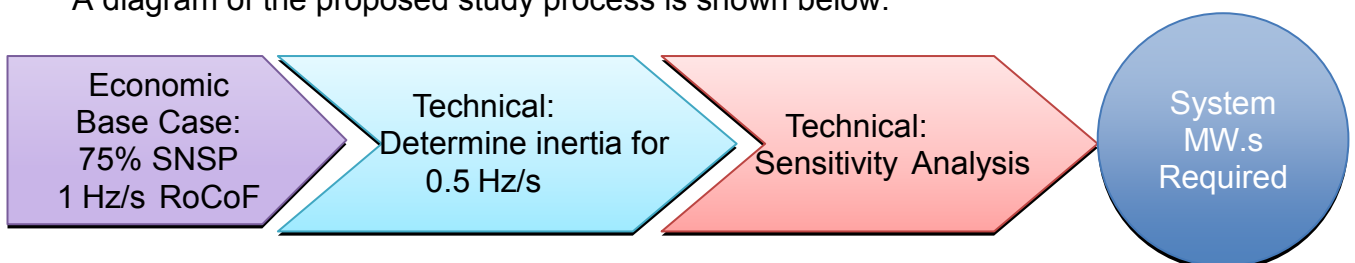 A diagram of the proposed study process is shown below.
Economic
Base Case:
75% SNSP
1 Hz/s RoCoF
Technical:
Determine inertia for
0.5 Hz/s
Technical:
Sensitivity Analysis
System
MW.s
Required